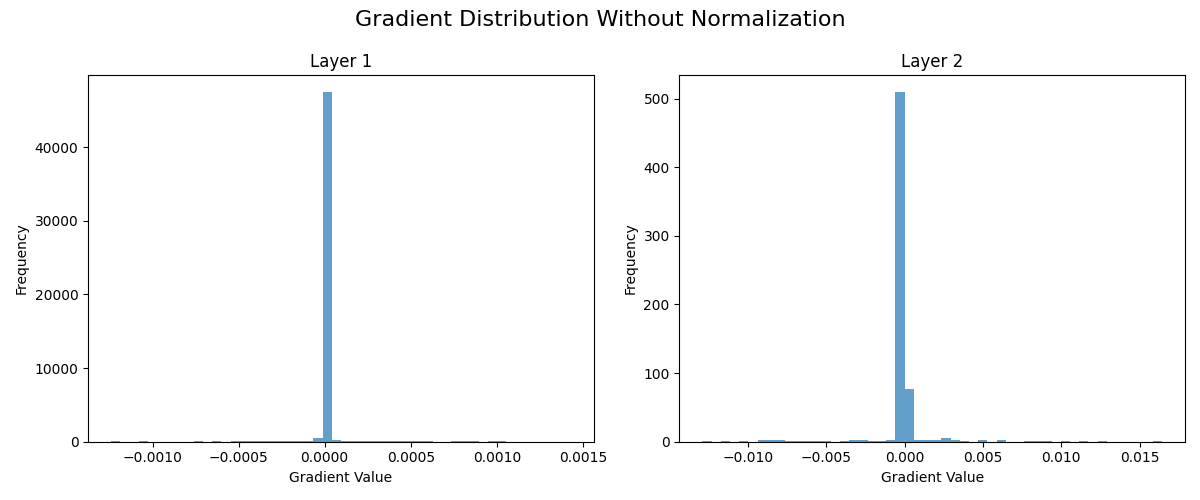 Gradient Distribution Without Normalization
Layer 1
Frequency
40000
30000
20000
10000
0
−0.0010 −0.0005 0.0000 0.0005 0.0010 0.0015
Gradient Value
Layer 2
Frequency
500
400
300
200
100
0
−0.010 −0.005 0.000 0.005 0.010 0.015
Gradient Value